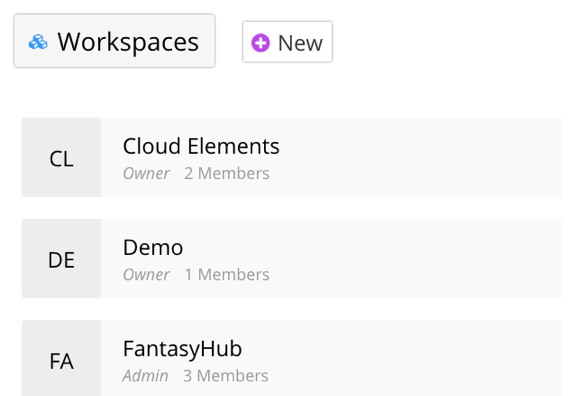 Workspaces
New
CL
Cloud Elements
Owner 2 Members
DE
Demo
Owner 1 Members
FA
FantasyHub
Admin 3 Members